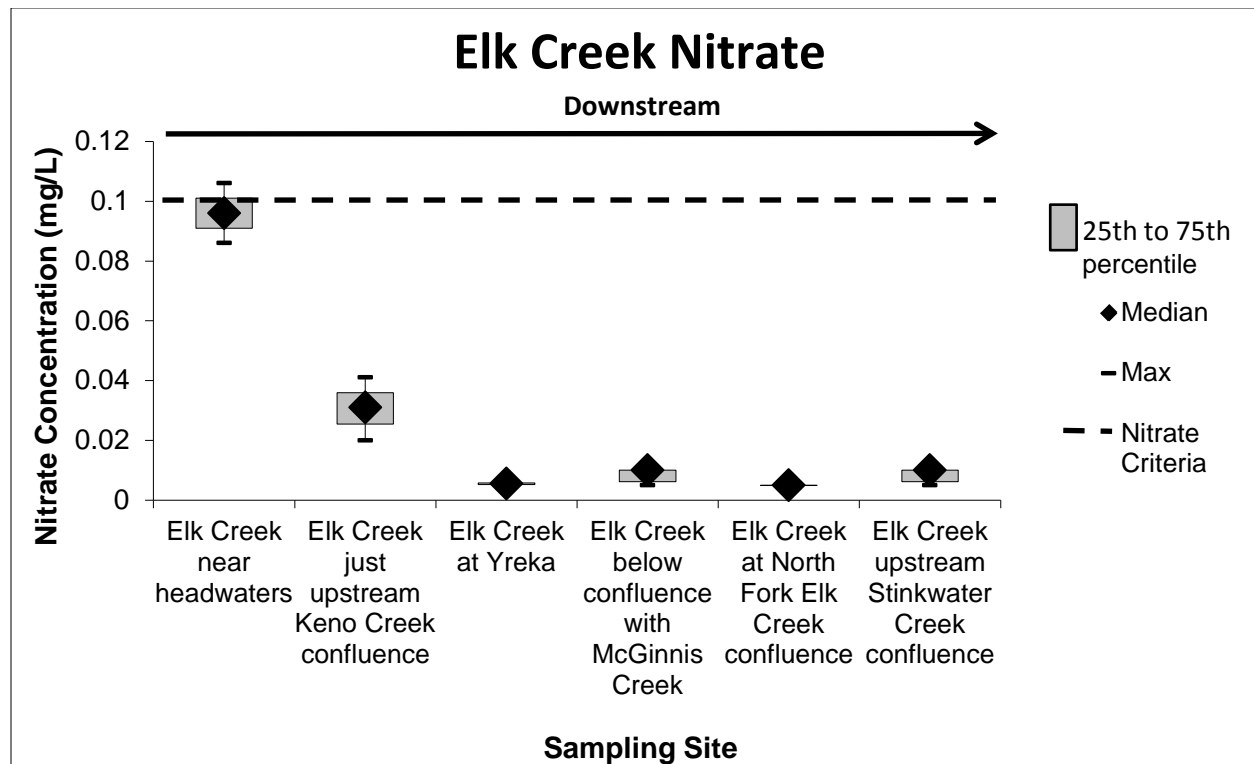 Elk Creek Nitrate
Downstream
Nitrate Concentration (mg/L)
0.12
0.1
0.08
0.06
0.04
0.02
0
Elk Creek
near
headwaters
Elk Creek
just
upstream
Keno Creek
confluence
Elk Creek
at Yreka
Elk Creek
below
confluence
with
McGinnis
Creek
Elk Creek
at North
Fork Elk
Creek
confluence
Elk Creek
upstream
Stinkwater
Creek
confluence
Sampling Site
25th to 75th
percentile
Median
Max
Nitrate
Criteria